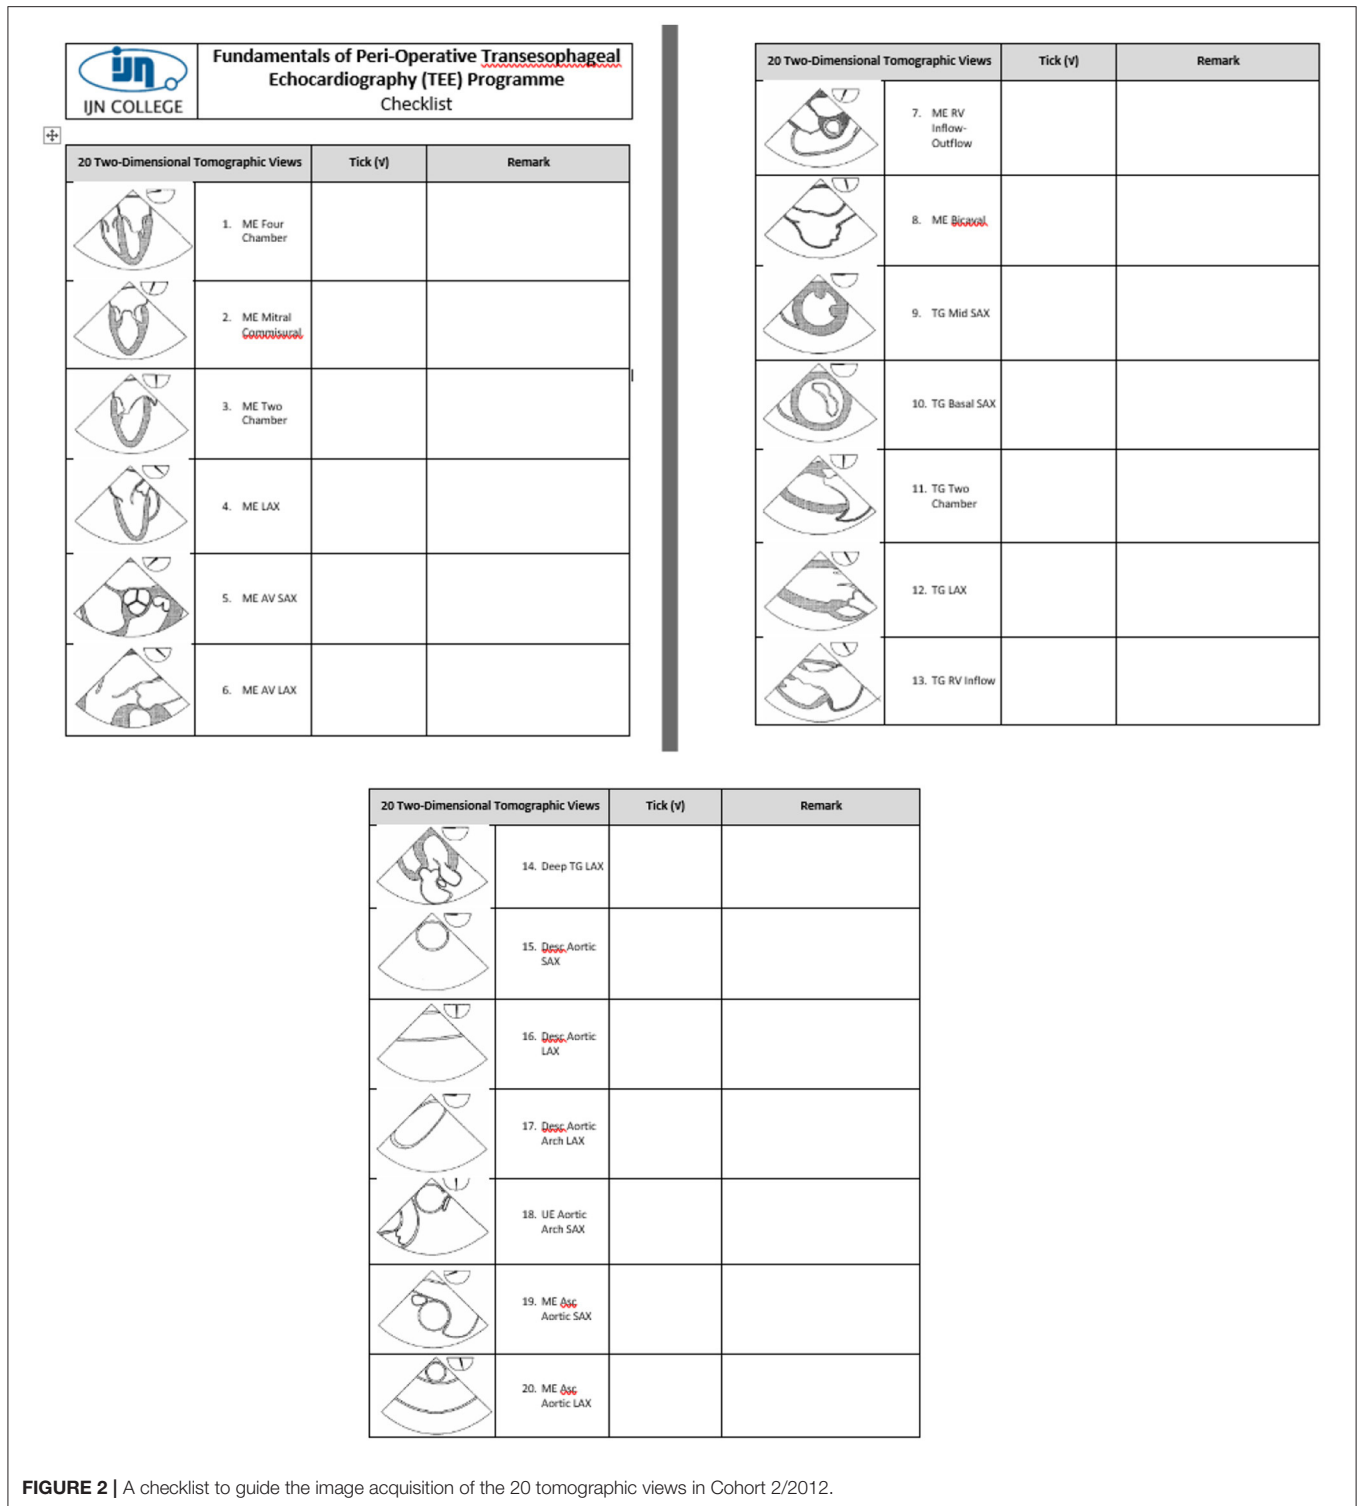 ijn
IJN COLLEGE
Fundamentals of Peri-Operative Transesophageal
Echocardiography (TEE) Programme
Checklist
20 Two-Dimensional Tomographic Views Tick (√) Remark
1. ME Four
Chamber
2. ME Mitral
Commisural
3. ME Two
Chamber
4. ME LAX
5. ME AV SAX
6. ME AV LAX
20 Two-Dimensional Tomographic Views Tick (√) Remark
7. ME RV
Inflow-
Outflow
8. ME Bicaval
9. TG Mid SAX
10. TG Basal SAX
11. TG Two
Chamber
12. TG LAX
13. TG RV Inflow
20 Two-Dimensional Tomographic Views Tick (√) Remark
14. Deep TG LAX
15. Desc Aortic
SAX
16. Desc Aortic
LAX
17. Desc Aortic
Arch LAX
18. UE Aortic
Arch SAX
19. ME Asc
Aortic SAX
20. ME Asc
Aortic LAX
FIGURE 2 | A checklist to guide the image acquisition of the 20 tomographic views in Cohort 2/2012.